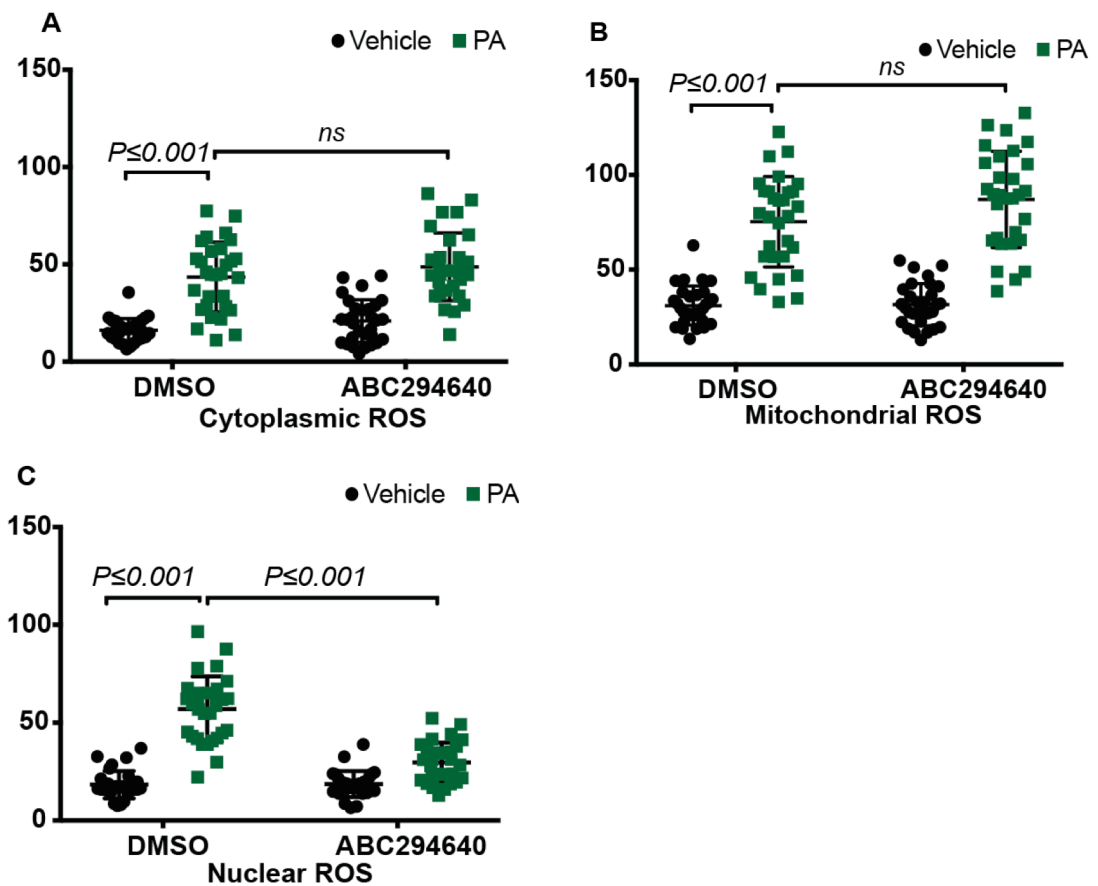 A
Vehicle PA
150
100
50
0
P≤0.001
ns
DMSO ABC294640
Cytoplasmic ROS
B
Vehicle PA
150
100
50
0
P≤0.001
ns
DMSO ABC294640
Mitochondrial ROS
C
Vehicle PA
150
100
50
0
P≤0.001 P≤0.001
DMSO ABC294640
Nuclear ROS